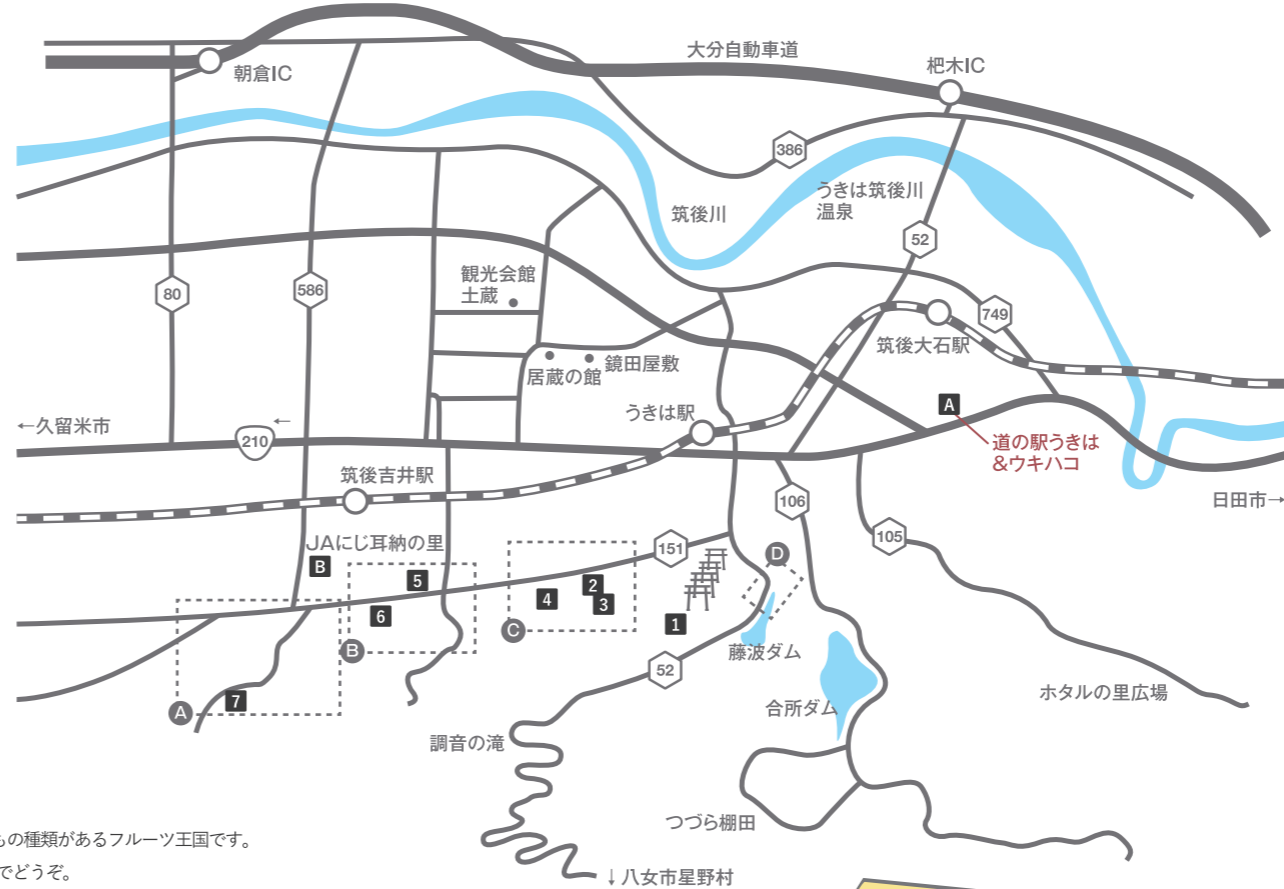 大分自動車道
朝倉IC
杷木IC
386
筑後川
うきは筑後川
温泉
52
80
586
観光会館
土蔵
749
筑後大石駅
居蔵の館
鏡田屋敷
←久留米市
210
←
うきは駅
A
道の駅うきは
&ウキハコ
筑後吉井駅
106
日田市→
105
JAにじ耳納の里
B
5
6
B
151
2
3
4
C
D
1
藤波ダム
52
A
7
合所ダム
ホタルの里広場
調音の滝
つづら棚田
↓八女市星野村
の種類があるフルーツ王国です。
でどうぞ。